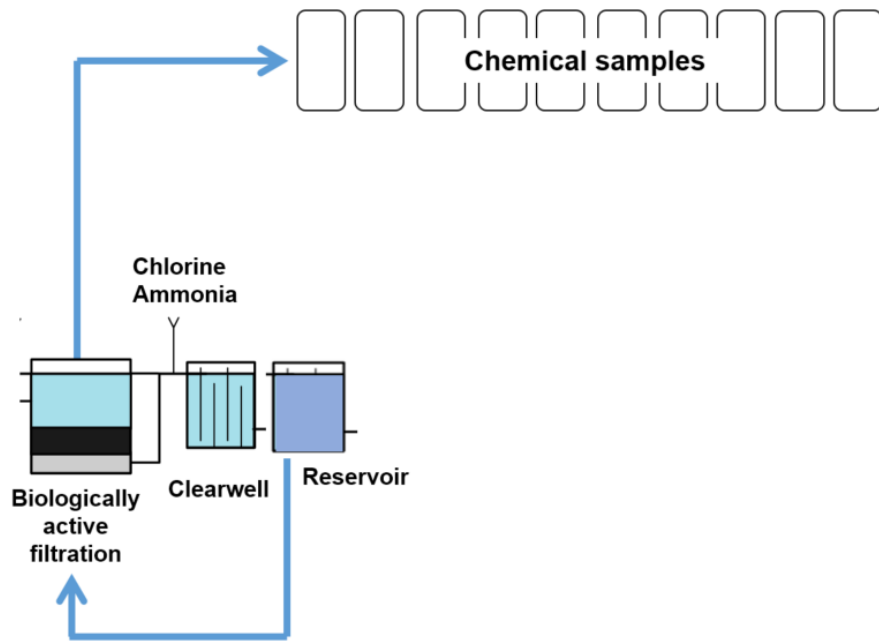 Chemical samples
Chlorine
Ammonia
Biologically
active
filtration
Clearwell
Reservoir